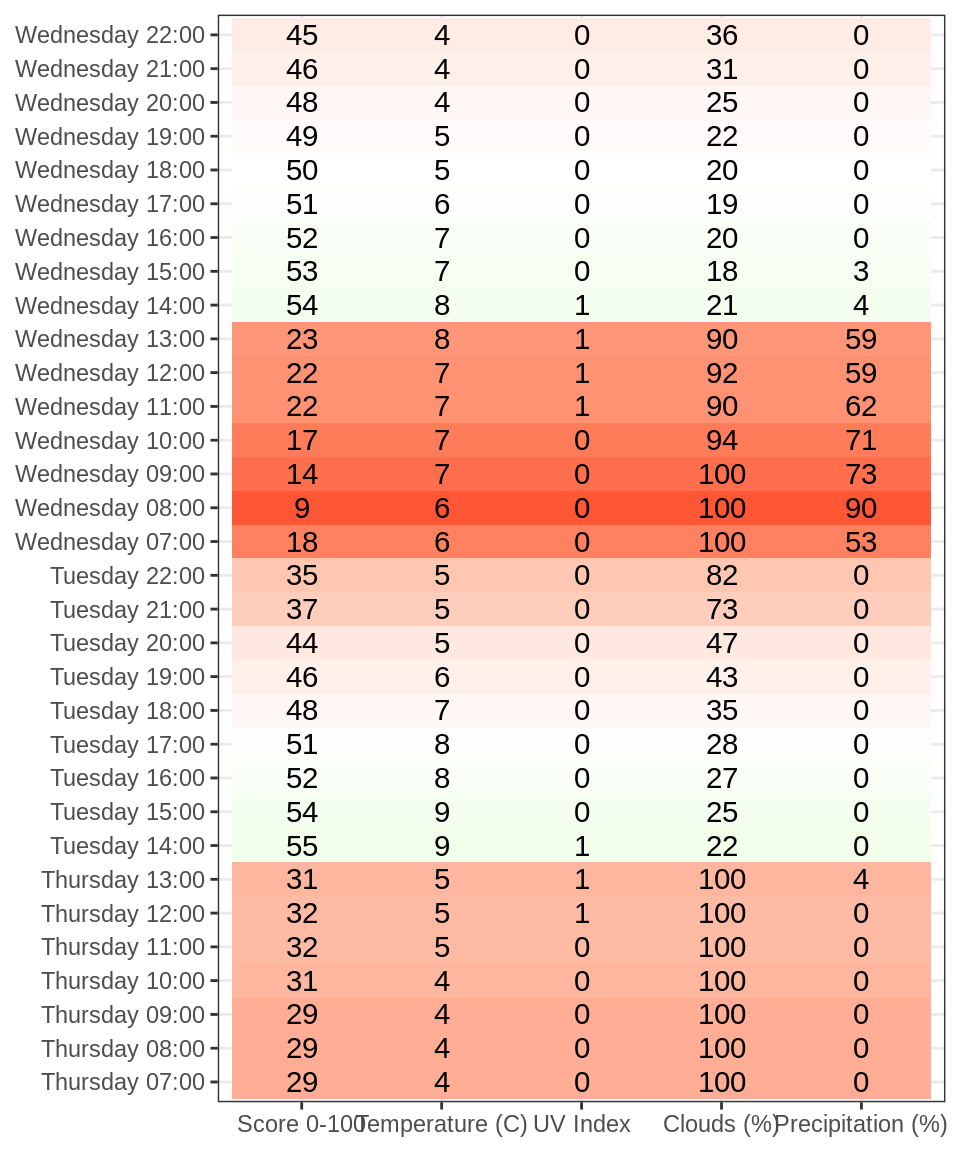 Wednesday 22:00 45 4 0 36 0
Wednesday 21:00 46 4 0 31 0
Wednesday 20:00 48 4 0 25 0
Wednesday 19:00 49 5 0 22 0
Wednesday 18:00 50 5 0 20 0
Wednesday 17:00 51 6 0 19 0
Wednesday 16:00 52 7 0 20 0
Wednesday 15:00 53 7 0 18 3
Wednesday 14:00 54 8 1 21 4
Wednesday 13:00 23 8 1 90 59
Wednesday 12:00 22 7 1 92 59
Wednesday 11:00 22 7 1 90 62
Wednesday 10:00 17 7 0 94 71
Wednesday 09:00 14 7 0 100 73
Wednesday 08:00 9 6 0 100 90
Wednesday 07:00 18 6 0 100 53
Tuesday 22:00 35 5 0 82 0
Tuesday 21:00 37 5 0 73 0
Tuesday 20:00 44 5 0 47 0
Tuesday 19:00 46 6 0 43 0
Tuesday 18:00 48 7 0 35 0
Tuesday 17:00 51 8 0 28 0
Tuesday 16:00 52 8 0 27 0
Tuesday 15:00 54 9 0 25 0
Tuesday 14:00 55 9 1 22 0
Thursday 13:00 31 5 1 100 4
Thursday 12:00 32 5 1 100 0
Thursday 11:00 32 5 0 100 0
Thursday 10:00 31 4 0 100 0
Thursday 09:00 29 4 0 100 0
Thursday 08:00 29 4 0 100 0
Thursday 07:00 29 4 0 100 0
Score 0-100 Temperature (C) UV Index Clouds (%) Precipitation (%)